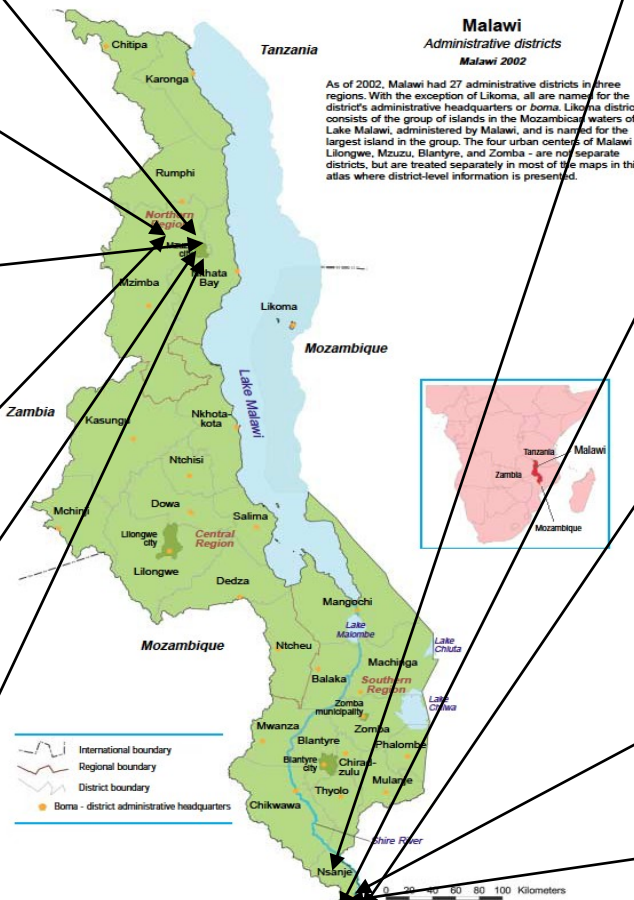 Malawi
Administrative districts
Malawi 2002
As of 2002, Malawi had 27 administrative districts in three
regions. With the exception of Likoma, all are named for the
district's administrative headquarters or boma. Likoma distric
consists of the group of islands in the Mozambican waters of
Lake Malawi, administered by Malawi, and is named for the
largest island in the group. The four urban centers of Malawi
Lilongwe, Mzuzu, Blantyre, and Zomba - are not separate
districts, but are treated separately in most of the maps in thi
atlas where district-level information is presented.
Chitipa
Tanzania
Karonga
Rumphi
Northern
Region
Mzuzu
city
Nkhata
Bay
Mzimba
Likoma
Mozambique
Lake Malawi
Zambia
Kasungu
Nkhota-
kota
Ntchisi
Mchinji
Dowa
Salima
Lilongwe
city
Central
Region
Lilongwe
Dedza
Tanzania
Malawi
Zambia
Mozambique
Mangochi
Lake
Malombe
Mozambique
Ntcheu
Lake
Chiuta
Machinga
Balaka
Southern
Region
Zomba
municipality
Lake
Chilwa
Zomba
Mwanza
Blantyre
Phalombe
Blantyre
city
Chirad-
zulu
Mulanje
Thyolo
Chikwawa
Shire River
Nsanje
International boundary
Regional boundary
District boundary
Boma - district administrative headquarters
0 20 40 60 80 100 Kilometers